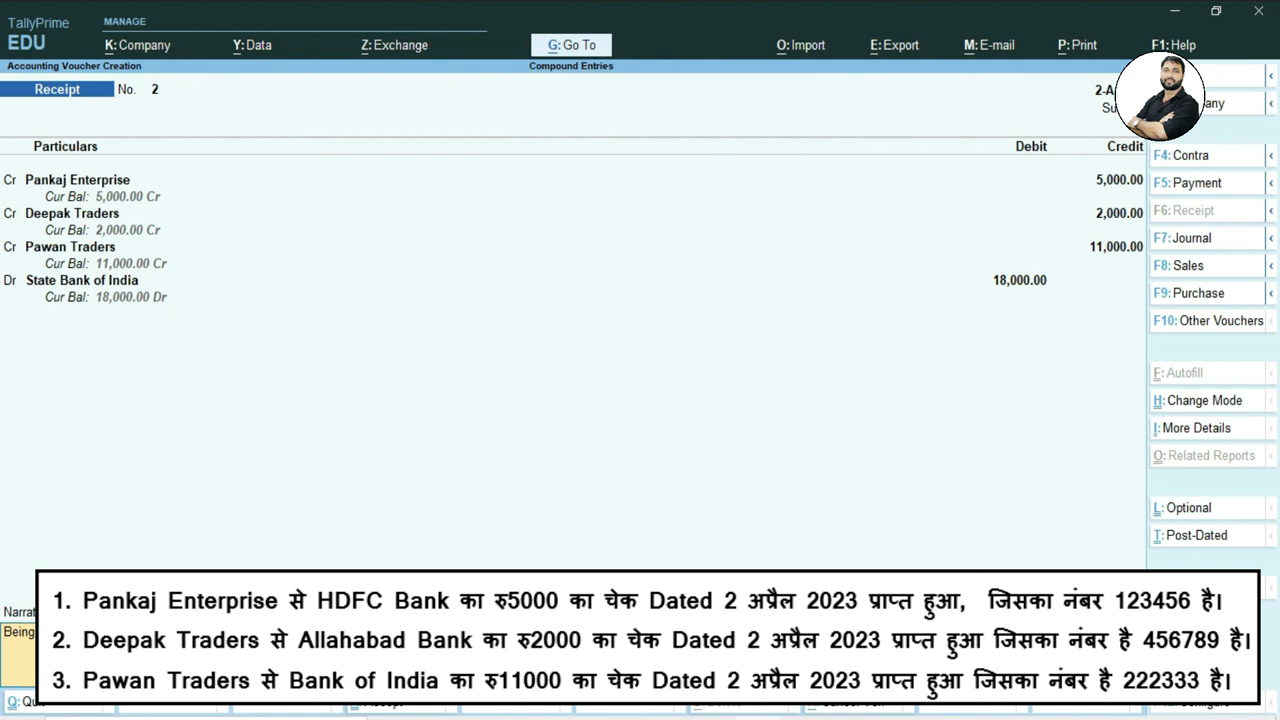 TallyPrime
EDU
MANAGE
K: Company
Y: Data
Z: Exchange
G: Go To
O: Import
E: Export
M: E-mail
P: Print
F1: Help
Accounting Voucher Creation
Compound Entries
Receipt No. 2
Particulars Debit Credit
Cr Pankaj Enterprise 5,000.00
Cur Bal: 5,000.00 Cr
Cr Deepak Traders 2,000.00
Cur Bal: 2,000.00 Cr
Cr Pawan Traders 11,000.00
Cur Bal: 11,000.00 Cr
Dr State Bank of India 18,000.00
Cur Bal: 18,000.00 Dr
F4: Contra
F5: Payment
F6: Receipt
F7: Journal
F8: Sales
F9: Purchase
F10: Other Vouchers
F: Autofill
H: Change Mode
I: More Details
O: Related Reports
L: Optional
T: Post-Dated
Being
1. Pankaj Enterprise से HDFC Bank का रु5000 का चेक Dated 2 अप्रैल 2023 प्राप्त हुआ, जिसका नंबर 123456 है।
2. Deepak Traders से Allahabad Bank का रु2000 का चेक Dated 2 अप्रैल 2023 प्राप्त हुआ जिसका नंबर है 456789 है।
3. Pawan Traders से Bank of India का रु11000 का चेक Dated 2 अप्रैल 2023 प्राप्त हुआ जिसका नंबर है 222333 है।